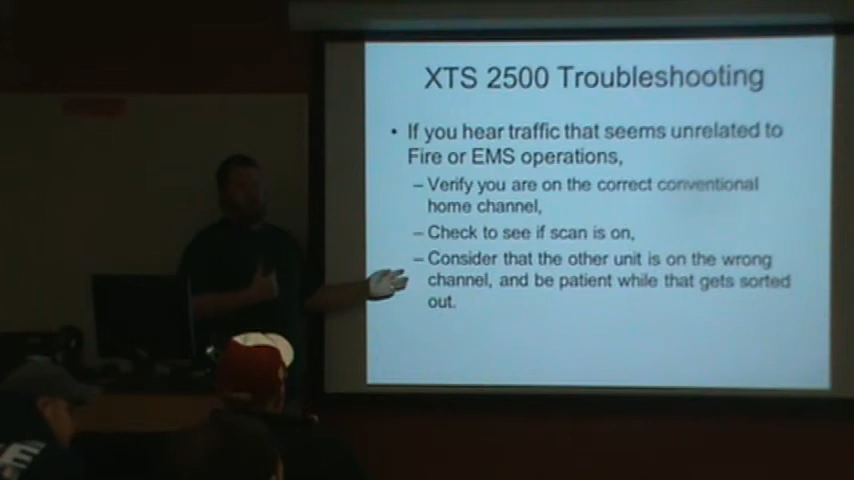 XTS 2500 Troubleshooting
• If you hear traffic that seems unrelated to
Fire or EMS operations,
– Verify you are on the correct conventional
home channel,
– Check to see if scan is on,
– Consider that the other unit is on the wrong
channel, and be patient while that gets sorted
out.